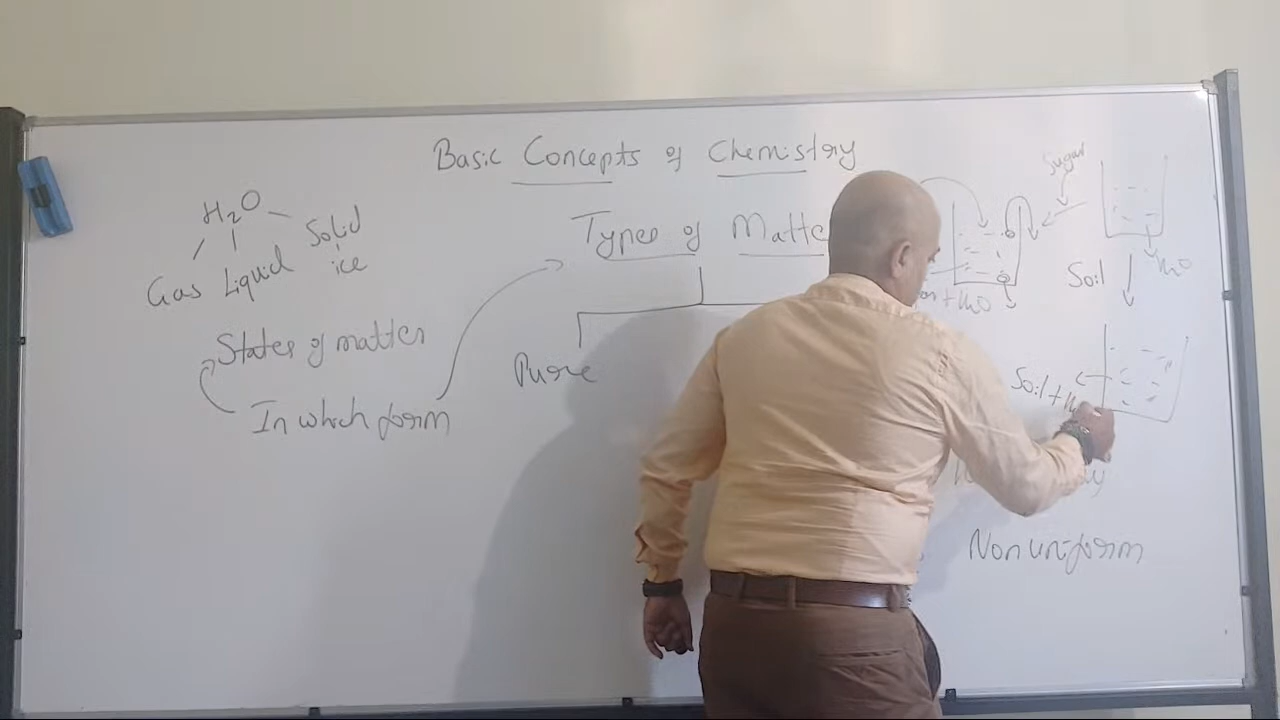 Basic Concepts of Chemistry
Types of
H2O
Gas Liquid Solid
ice
States of matter
In which form
Pure
Sugar
H2O
Soil
Soil +
Non uniform